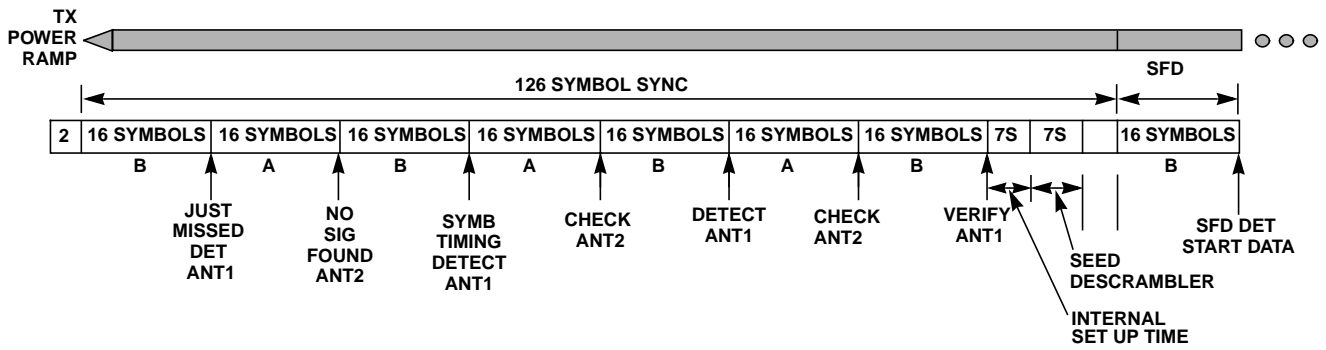 TX
POWER
RAMP
SFD
126 SYMBOL SYNC
2 16 SYMBOLS 16 SYMBOLS 16 SYMBOLS 16 SYMBOLS 16 SYMBOLS 16 SYMBOLS 16 SYMBOLS 7S 7S 16 SYMBOLS
B A B A B A B B
JUST
MISSED
DET
ANT1
NO
SIG
FOUND
ANT2
SYMB
TIMING
DETECT
ANT1
CHECK
ANT2
DETECT
ANT1
CHECK
ANT2
VERIFY
ANT1
SEED
DESCRAMBLER
INTERNAL
SET UP TIME
SFD DET
START DATA